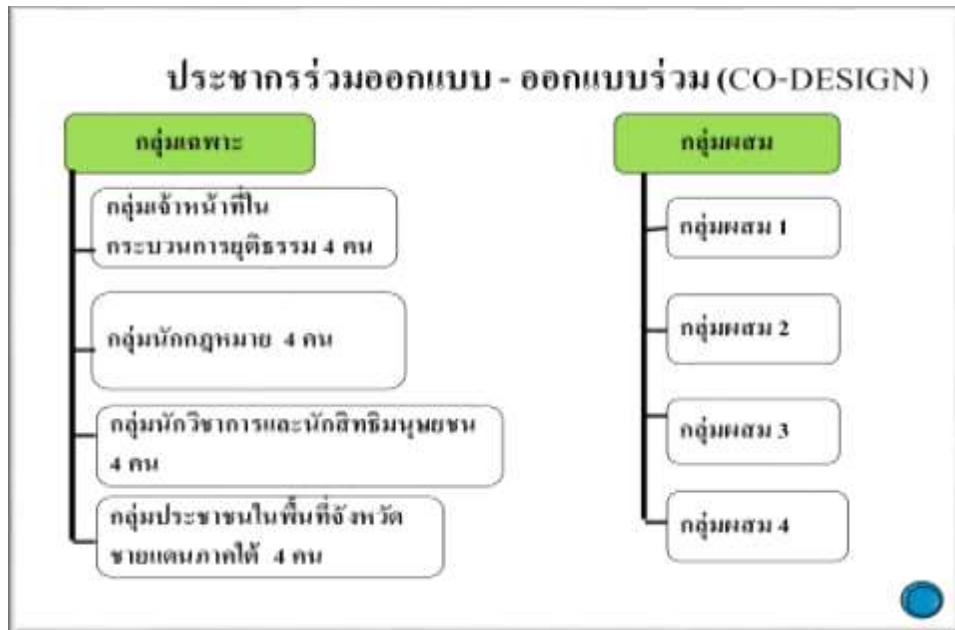 ประชากรร่วมออกแบบ - ออกแบบร่วม (CO-DESIGN)
กลุ่มเฉพาะ
กลุ่มเจ้าหน้าที่ใน
กระบวนการยุติธรรม 4 คน
กลุ่มนักกฎหมาย 4 คน
กลุ่มนักวิชาการและนักสิทธิมนุษยชน
4 คน
กลุ่มประชาชนในพื้นที่จังหวัด
ชายแดนภาคใต้ 4 คน
กลุ่มผสม
กลุ่มผสม 1
กลุ่มผสม 2
กลุ่มผสม 3
กลุ่มผสม 4